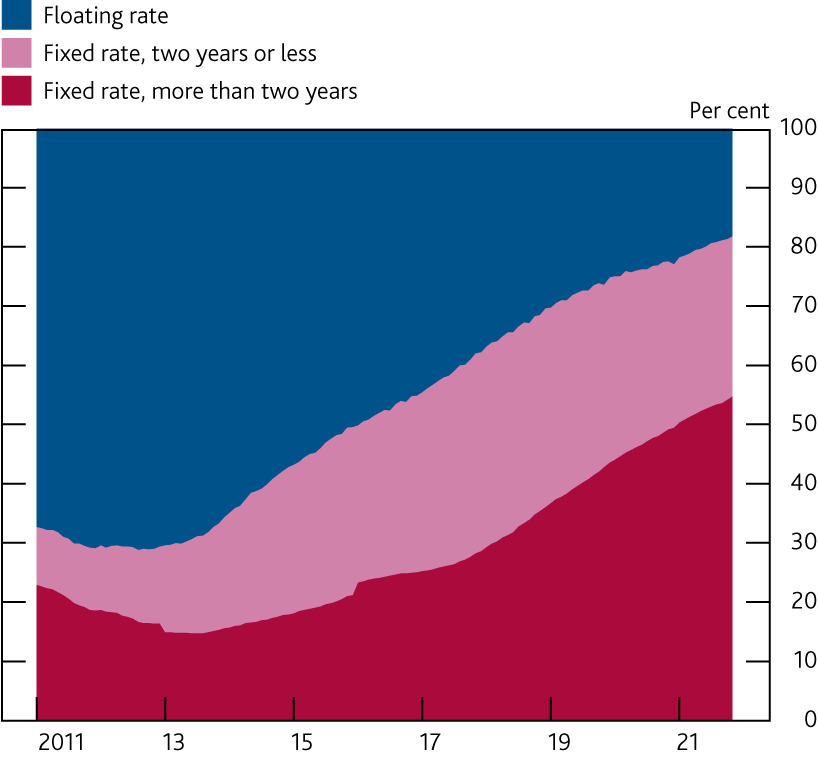 Floating rate
Fixed rate, two years or less
Fixed rate, more than two years
Per cent
100
90
80
70
60
50
40
30
20
10
0
2011 13 15 17 19 21